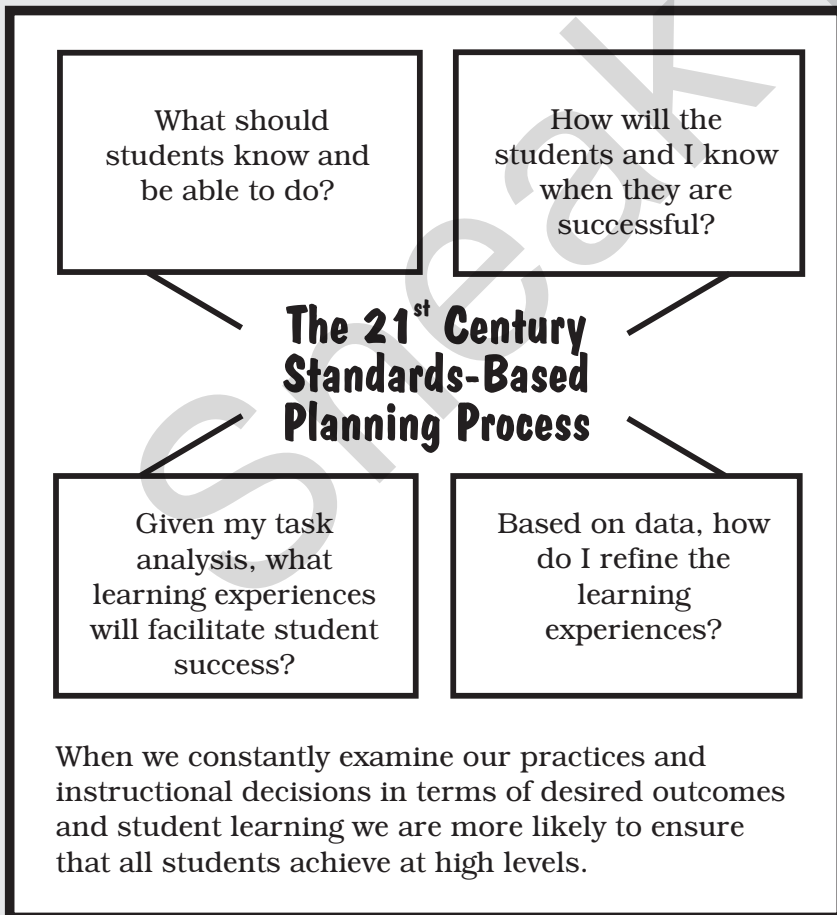 What should
students know and
be able to do?
How will the
students and I know
when they are
successful?
The 21st Century
Standards-Based
Planning Process
Given my task
analysis, what
learning experiences
will facilitate student
success?
Based on data, how
do I refine the
learning
experiences?
When we constantly examine our practices and
instructional decisions in terms of desired outcomes
and student learning we are more likely to ensure
that all students achieve at high levels.
Sneak